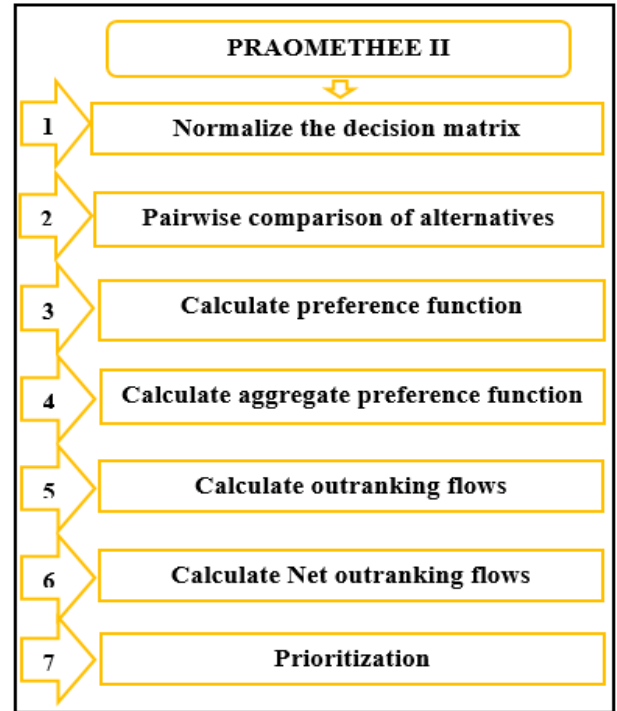 PRAOMETHEE II
1 Normalize the decision matrix
2 Pairwise comparison of alternatives
3 Calculate preference function
4 Calculate aggregate preference function
5 Calculate outranking flows
6 Calculate Net outranking flows
7 Prioritization